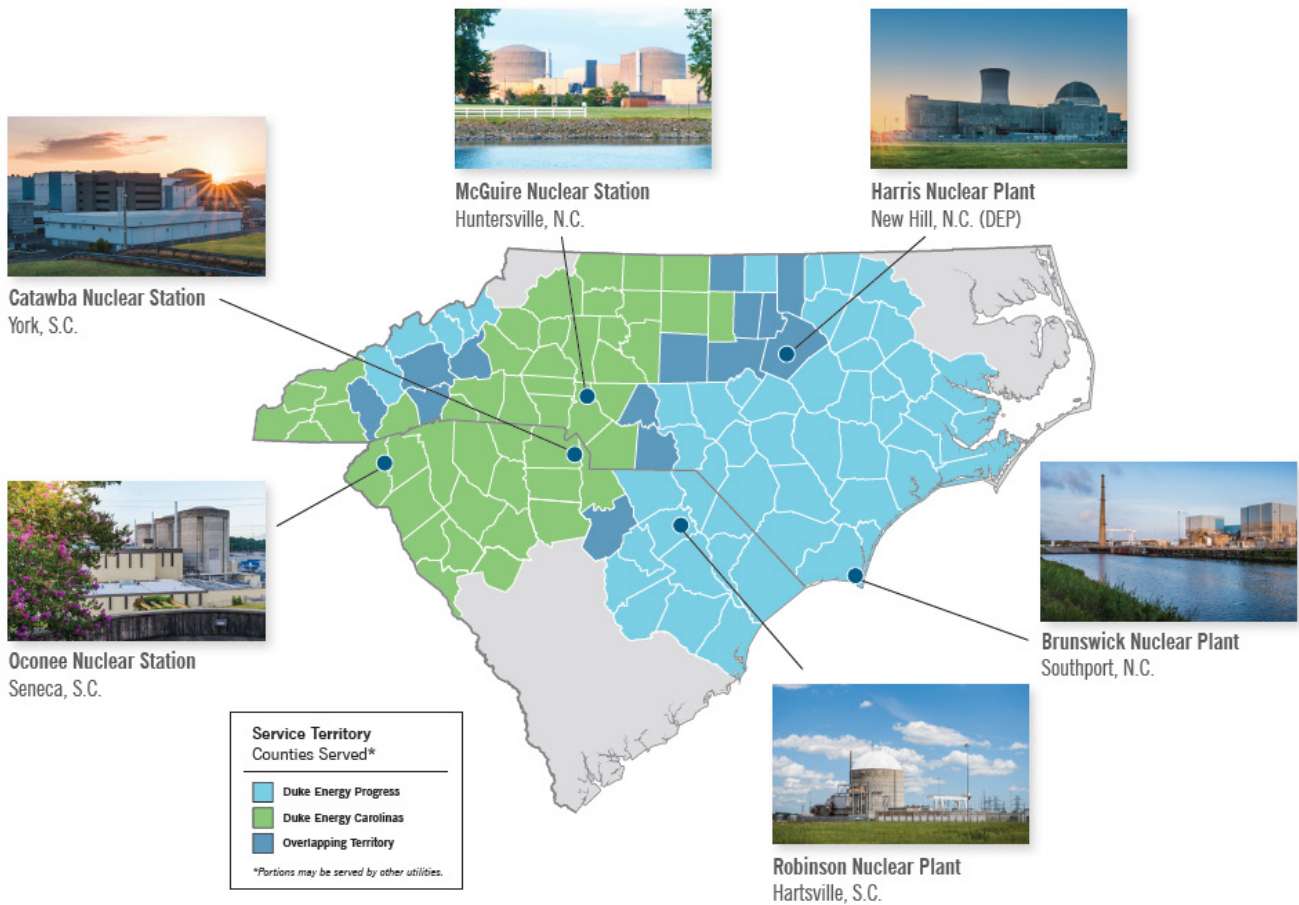 McGuire Nuclear Station
Huntersville, N.C.
Harris Nuclear Plant
New Hill, N.C. (DEP)
Catawba Nuclear Station
York, S.C.
Oconee Nuclear Station
Seneca, S.C.
Brunswick Nuclear Plant
Southport, N.C.
Robinson Nuclear Plant
Hartsville, S.C.
Service Territory
Counties Served*
Duke Energy Progress
Duke Energy Carolinas
Overlapping Territory
*Portions may be served by other utilities.